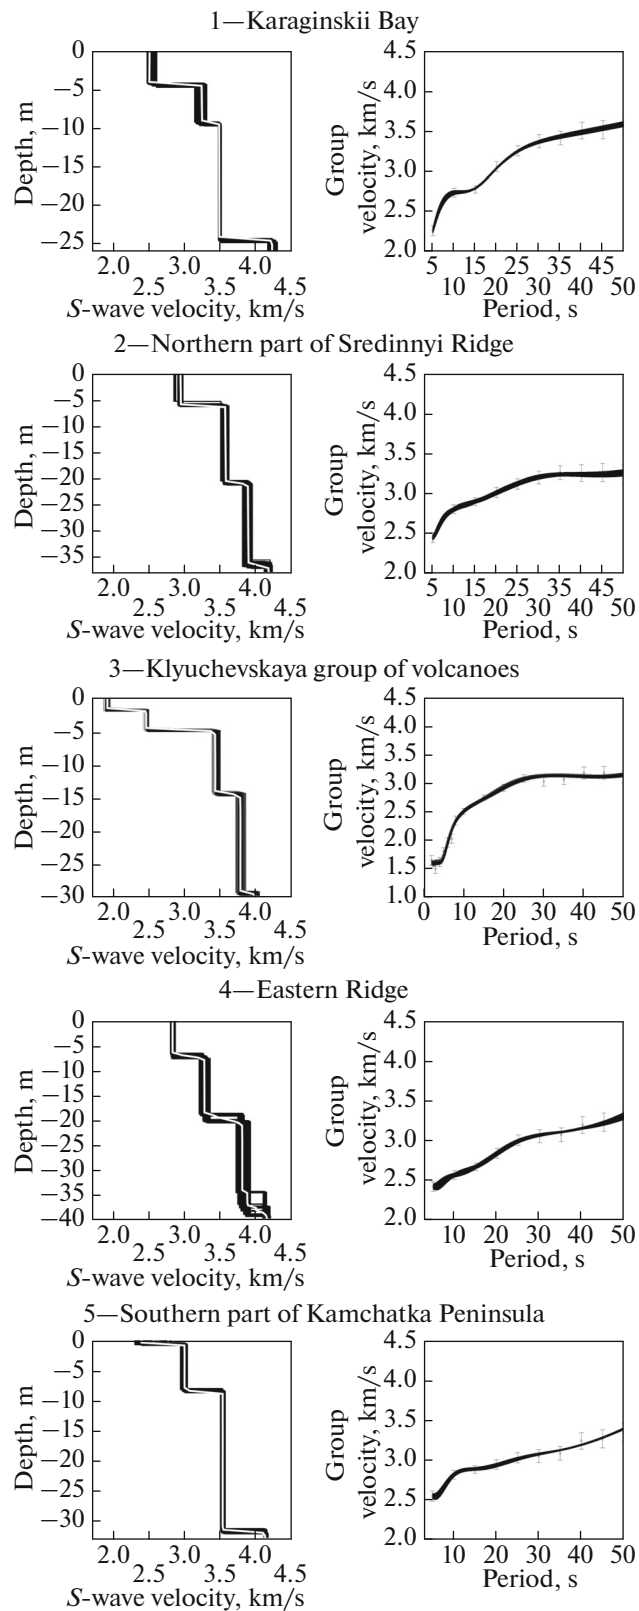 1—Karaginskii Bay
0
−5
−10
−15
−20
−25
Depth, m
2.0 3.0 4.0
2.5 3.5 4.5
S-wave velocity, km/s
4.5
4.0
3.5
3.0
2.5
2.0
Group
velocity, km/s
5 15 25 35 45
10 20 30 40 50
Period, s
2—Northern part of Sredinnyi Ridge
0
−5
−10
−15
−20
−25
−30
−35
Depth, m
2.0 3.0 4.0
2.5 3.5 4.5
S-wave velocity, km/s
4.5
4.0
3.5
3.0
2.5
2.0
Group
velocity, km/s
5 15 25 35 45
10 20 30 40 50
Period, s
3—Klyuchevskaya group of volcanoes
0
−5
−10
−15
−20
−25
−30
Depth, m
2.0 3.0 4.0
2.5 3.5 4.5
S-wave velocity, km/s
4.5
4.0
3.5
3.0
2.5
2.0
1.5
1.0
Group
velocity, km/s
0 10 20 30 40 50
Period, s
4—Eastern Ridge
0
−5
−10
−15
−20
−25
−30
−35
−40
Depth, m
2.0 3.0 4.0
2.5 3.5 4.5
S-wave velocity, km/s
4.5
4.0
3.5
3.0
2.5
2.0
Group
velocity, km/s
10 20 30 40 50
Period, s
5—Southern part of Kamchatka Peninsula
0
−5
−10
−15
−20
−25
−30
Depth, m
2.0 3.0 4.0
2.5 3.5 4.5
S-wave velocity, km/s
4.5
4.0
3.5
3.0
2.5
2.0
Group
velocity, km/s
10 20 30 40 50
Period, s